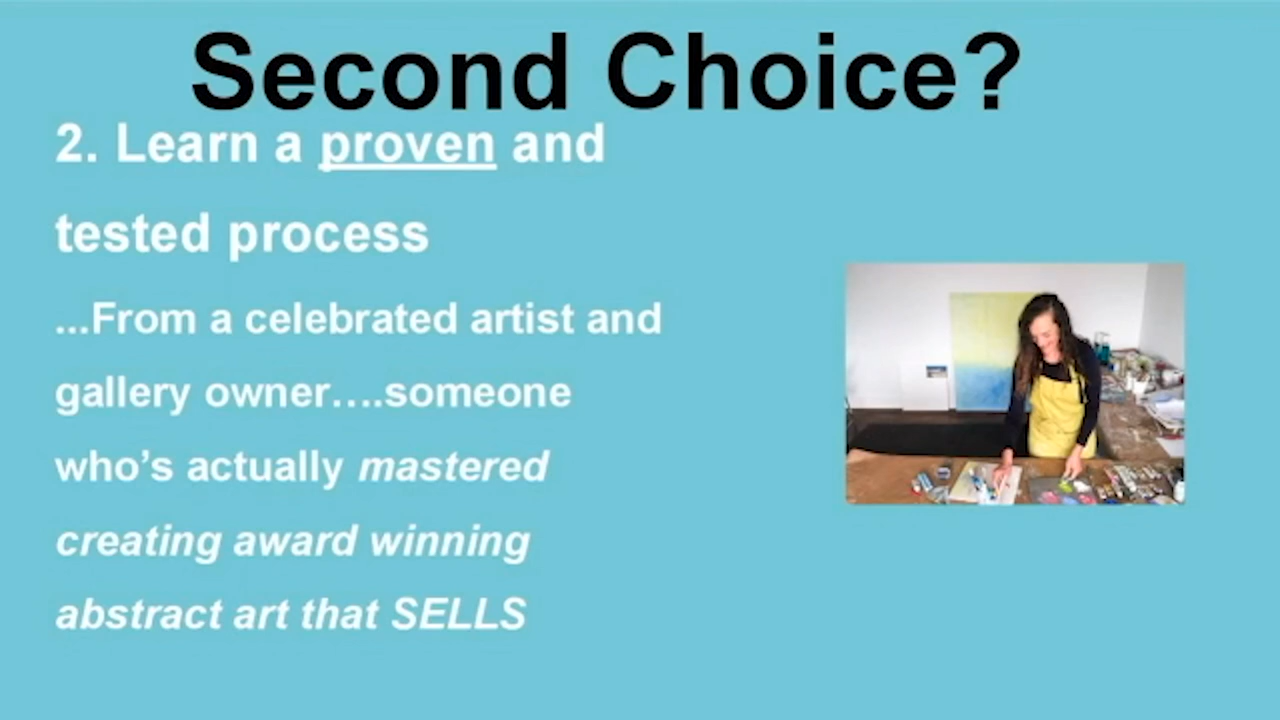 Second Choice?
2. Learn a proven and
tested process
...From a celebrated artist and
gallery owner….someone
who’s actually mastered
creating award winning
abstract art that SELLS